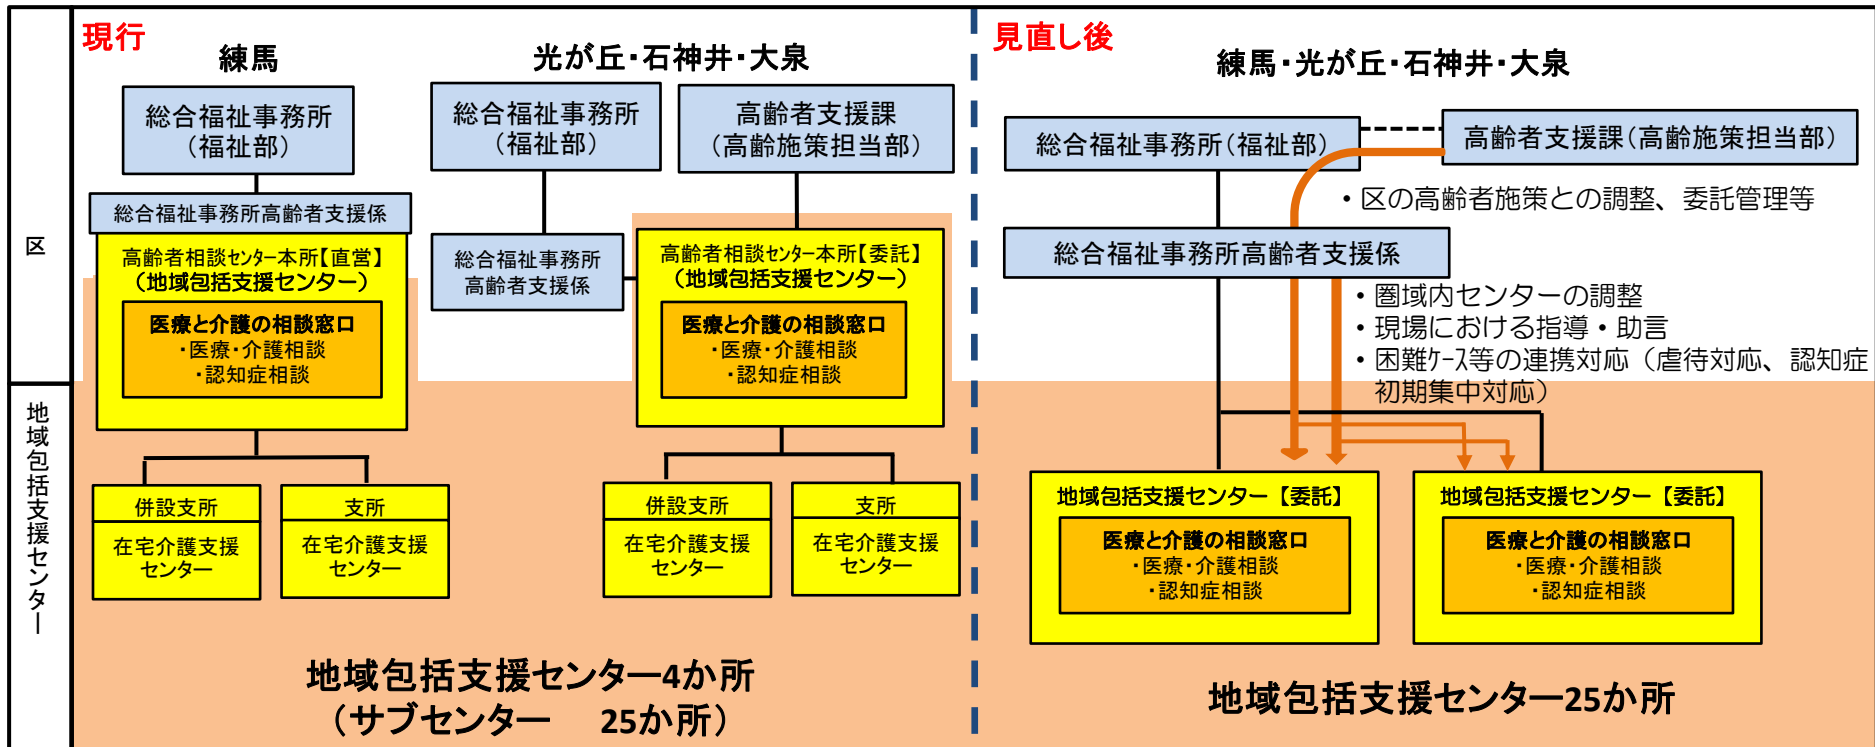 現行
練馬
光が丘・石神井・大泉
総合福祉事務所
（福祉部）
総合福祉事務所
（福祉部）
高齢者支援課
（高齢施策担当部）
総合福祉事務所高齢者支援係
高齢者相談センター本所【直営】
（地域包括支援センター）
医療と介護の相談窓口
・医療・介護相談
・認知症相談
総合福祉事務所
高齢者支援係
高齢者相談センター本所【委託】
（地域包括支援センター）
医療と介護の相談窓口
・医療・介護相談
・認知症相談
併設支所
在宅介護支援
センター
支所
在宅介護支援
センター
併設支所
在宅介護支援
センター
支所
在宅介護支援
センター
地域包括支援センター4か所
（サブセンター　25か所）
区
地域包括支援センター
見直し後
練馬・光が丘・石神井・大泉
総合福祉事務所（福祉部）
高齢者支援課（高齢施策担当部）
・区の高齢者施策との調整、委託管理等
総合福祉事務所高齢者支援係
・圏域内センターの調整
・現場における指導・助言
・困難ｹｰｽ等の連携対応（虐待対応、認知症
初期集中対応）
地域包括支援センター【委託】
医療と介護の相談窓口
・医療・介護相談
・認知症相談
地域包括支援センター【委託】
医療と介護の相談窓口
・医療・介護相談
・認知症相談
地域包括支援センター25か所